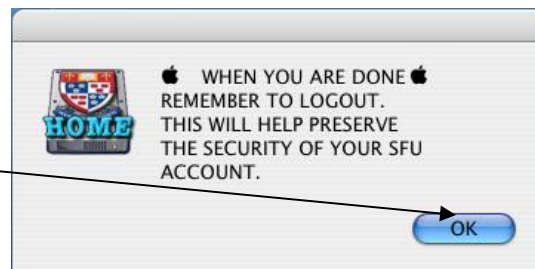 WHEN YOU ARE DONE 
REMEMBER TO LOGOUT.
THIS WILL HELP PRESERVE
THE SECURITY OF YOUR SFU
ACCOUNT.
HOME
OK